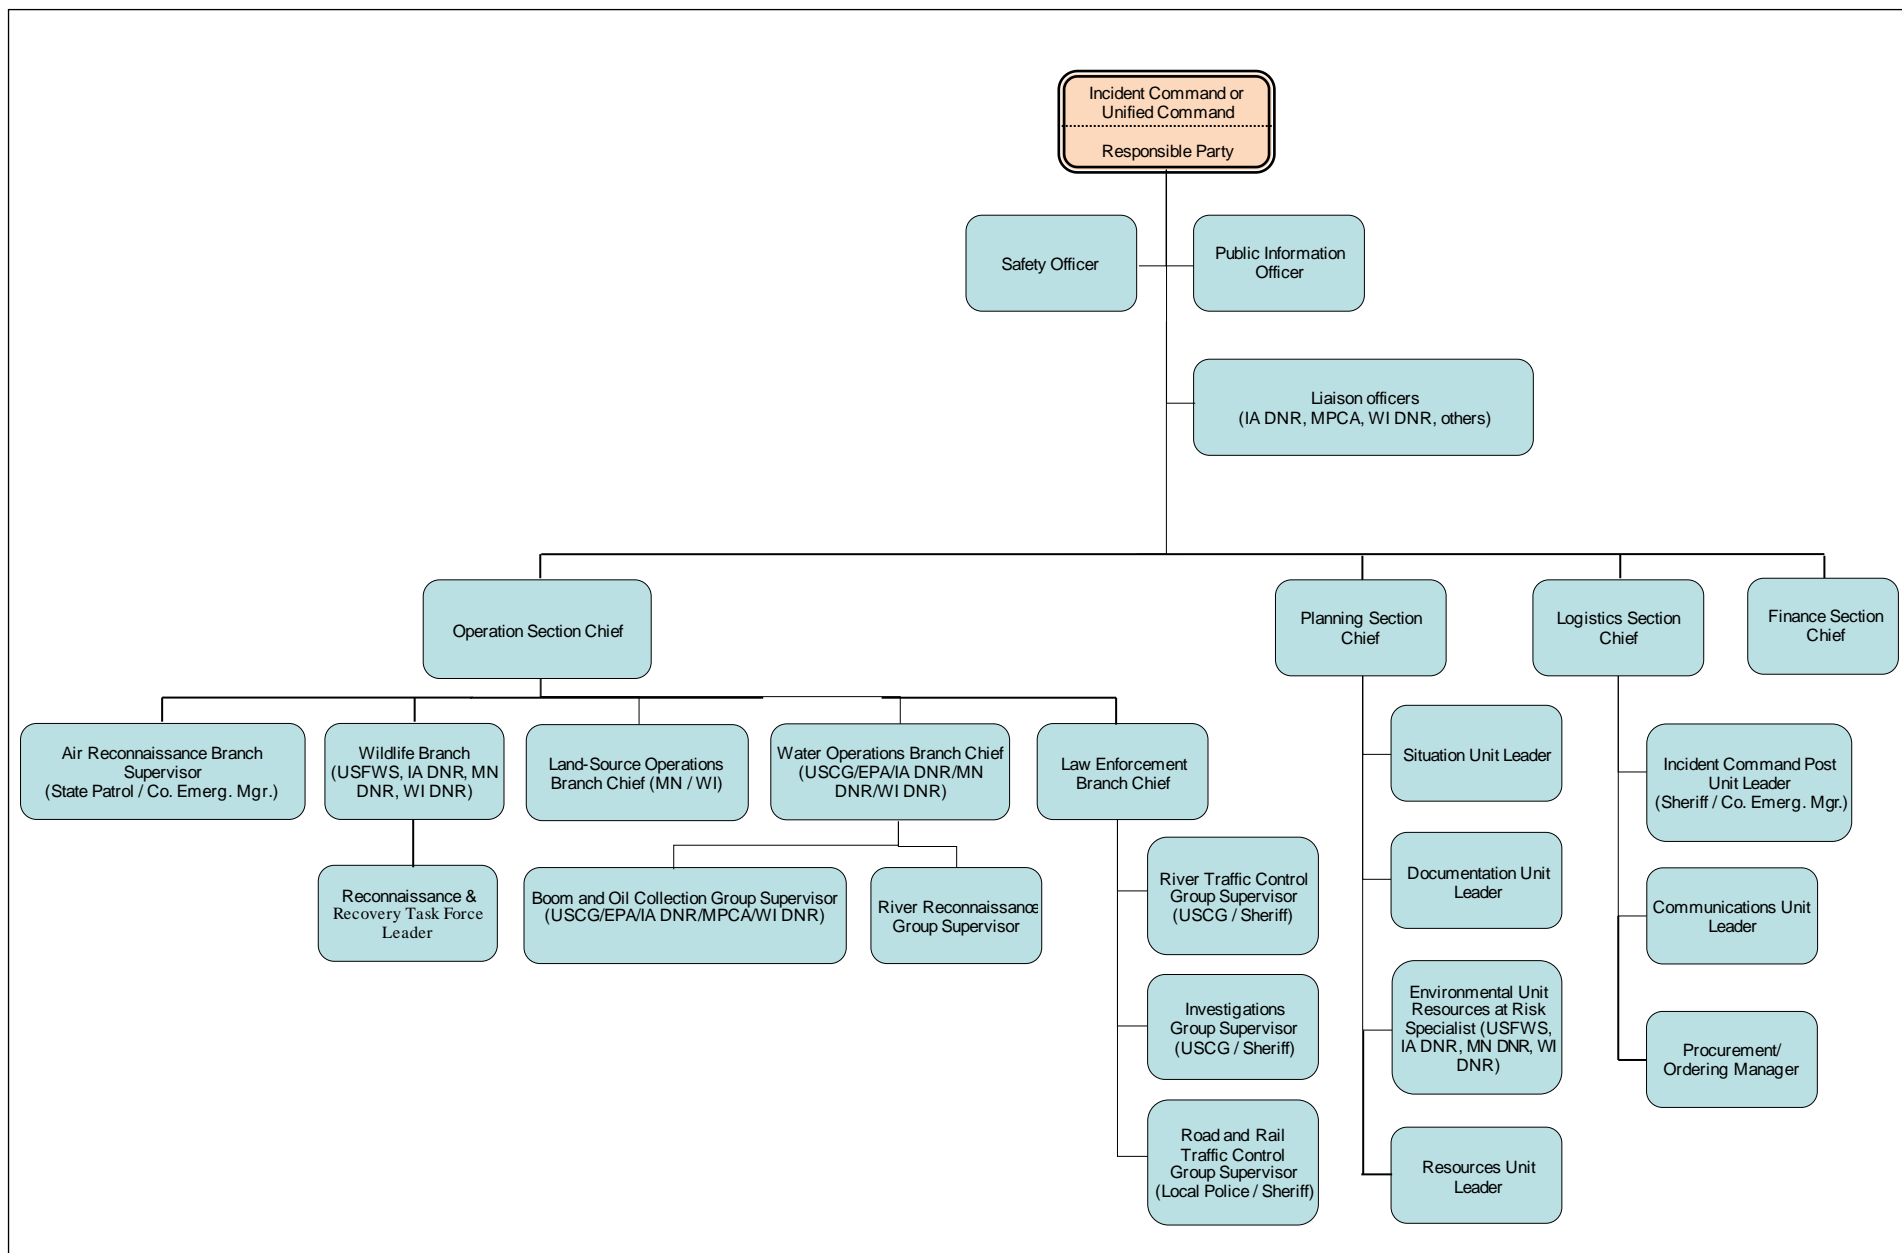 Incident Command or
Unified Command
Responsible Party
Safety Officer
Public Information
Officer
Liaison officers
(IA DNR, MPCA, WI DNR, others)
Operation Section Chief
Planning Section
Chief
Logistics Section
Chief
Finance Section
Chief
Air Reconnaissance Branch
Supervisor
(State Patrol / Co. Emerg. Mgr.)
Wildlife Branch
(USFWS, IA DNR, MN
DNR, WI DNR)
Land-Source Operations
Branch Chief (MN / WI)
Water Operations Branch Chief
(USCG/EPA/IA DNR/MN
DNR/WI DNR)
Law Enforcement
Branch Chief
Reconnaissance &
Recovery Task Force
Leader
Boom and Oil Collection Group Supervisor
(USCG/EPA/IA DNR/MPCA/WI DNR)
River Reconnaissance
Group Supervisor
River Traffic Control
Group Supervisor
(USCG / Sheriff)
Investigations
Group Supervisor
(USCG / Sheriff)
Road and Rail
Traffic Control
Group Supervisor
(Local Police / Sheriff)
Situation Unit Leader
Documentation Unit
Leader
Environmental Unit
Resources at Risk
Specialist (USFWS,
IA DNR, MN DNR, WI
DNR)
Resources Unit
Leader
Incident Command Post
Unit Leader
(Sheriff / Co. Emerg. Mgr.)
Communications Unit
Leader
Procurement/
Ordering Manager